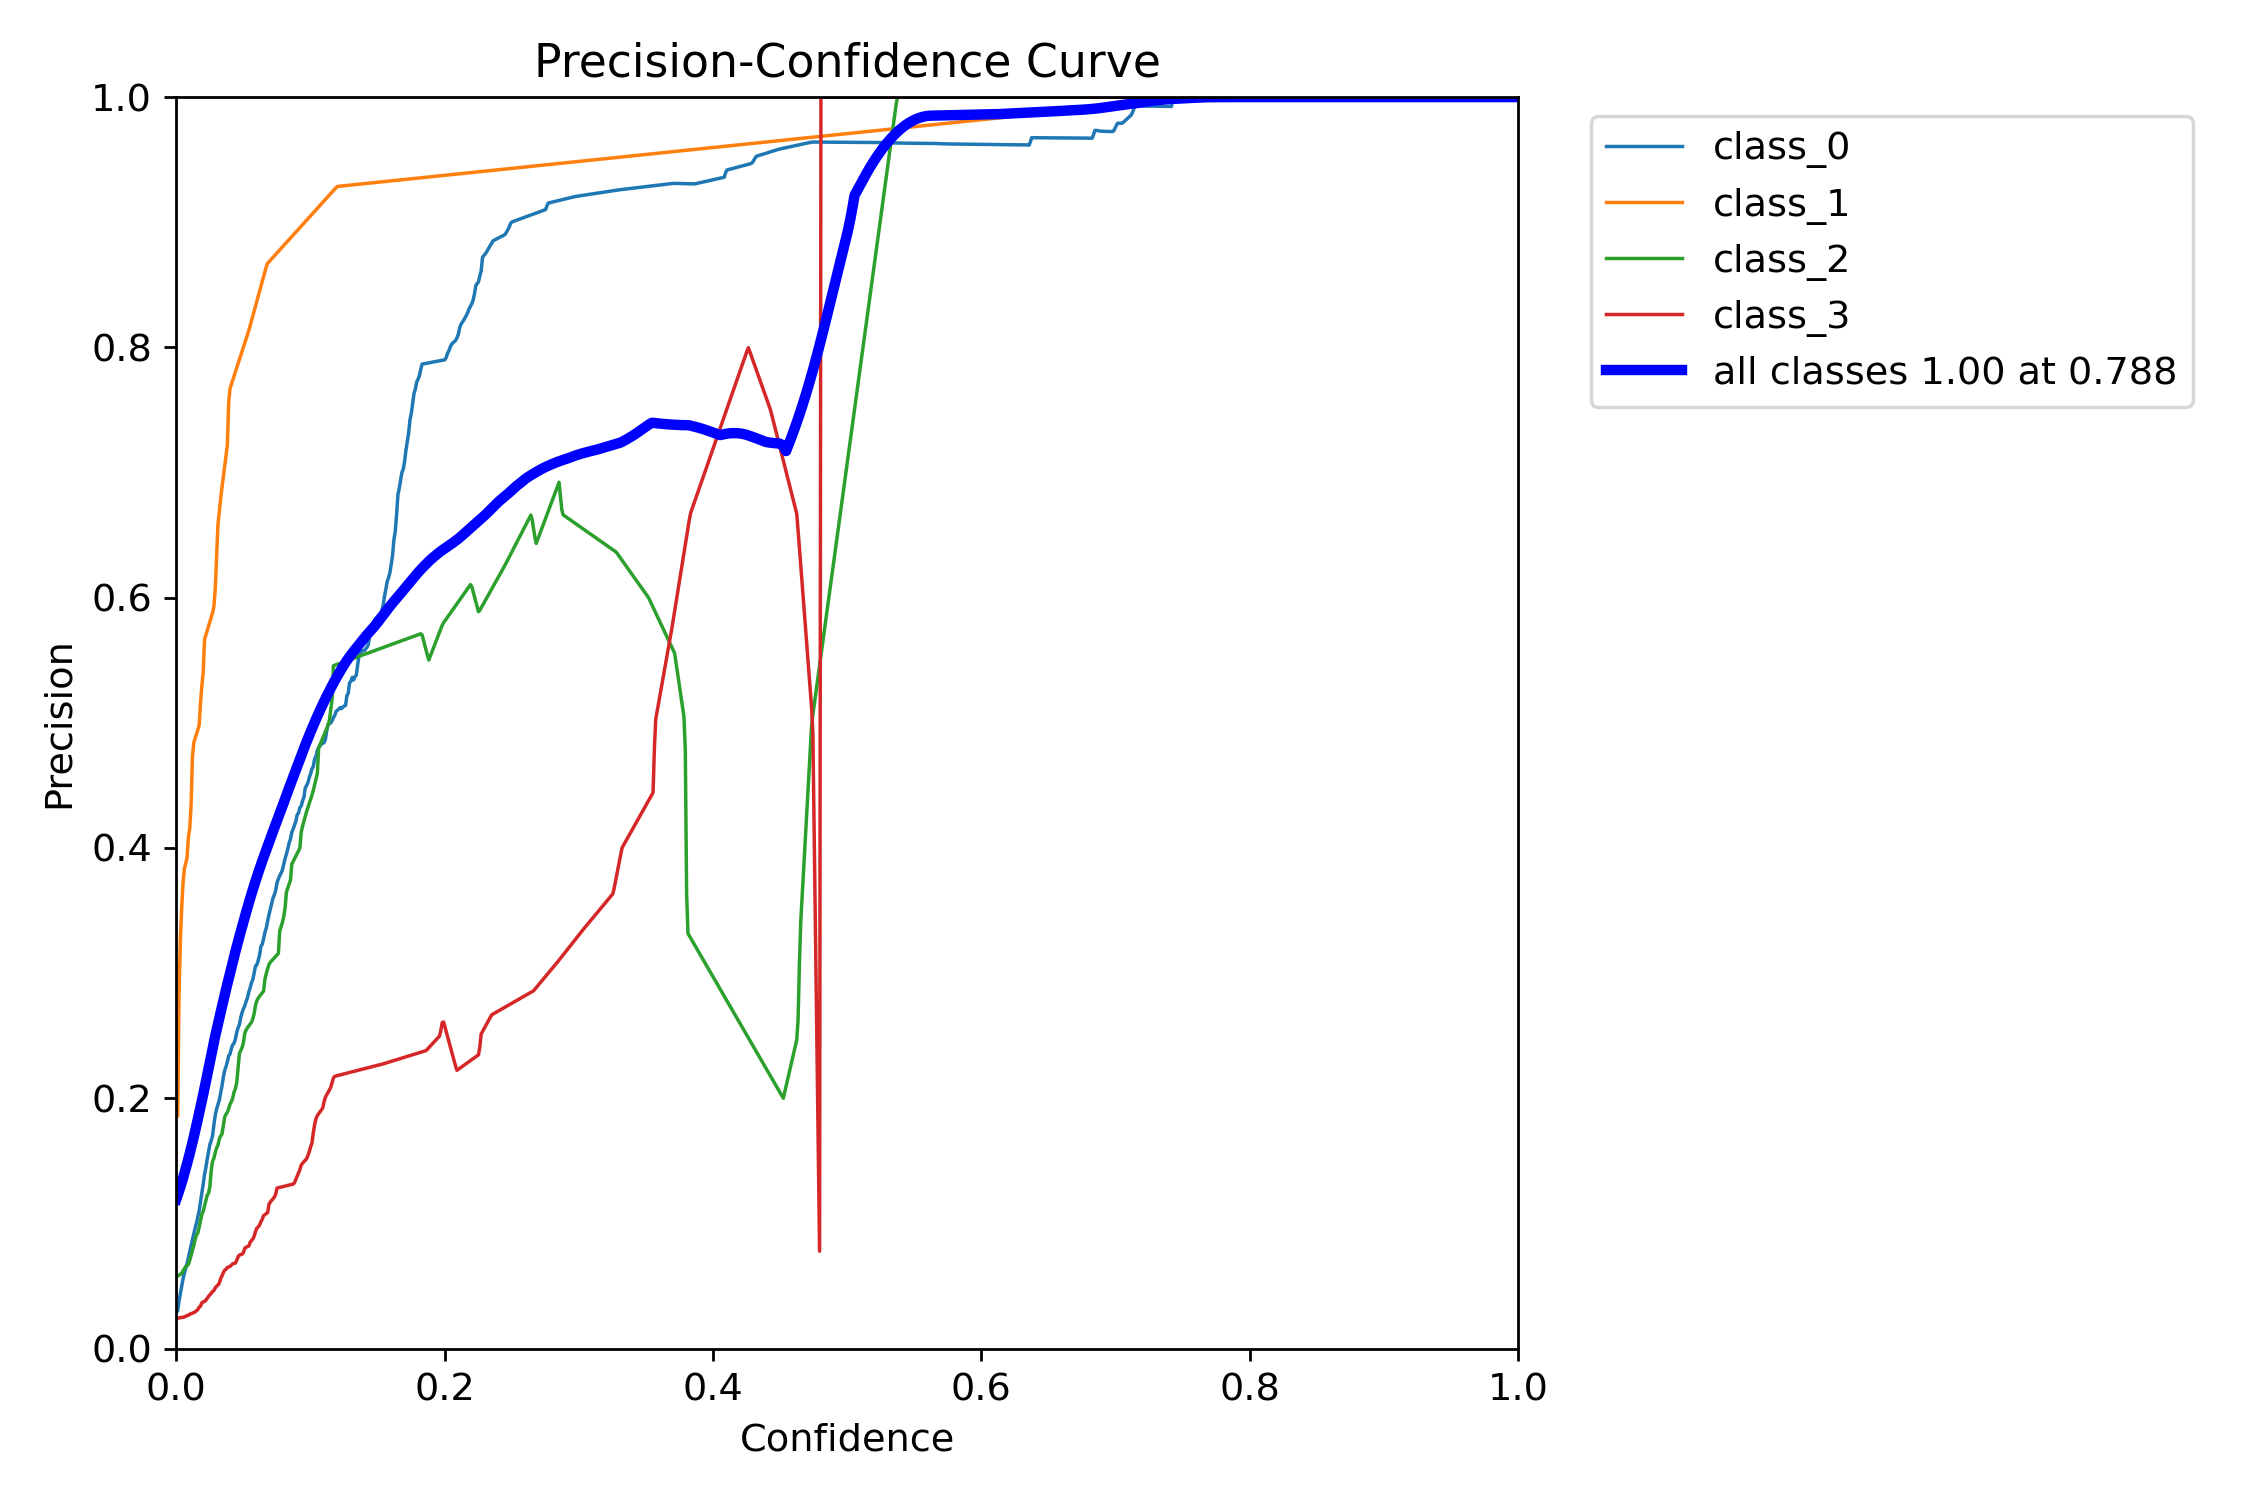 Precision-Confidence Curve
1.0
0.8
0.6
0.4
0.2
0.0
Precision
0.0 0.2 0.4 0.6 0.8 1.0
Confidence
class_0
class_1
class_2
class_3
all classes 1.00 at 0.788